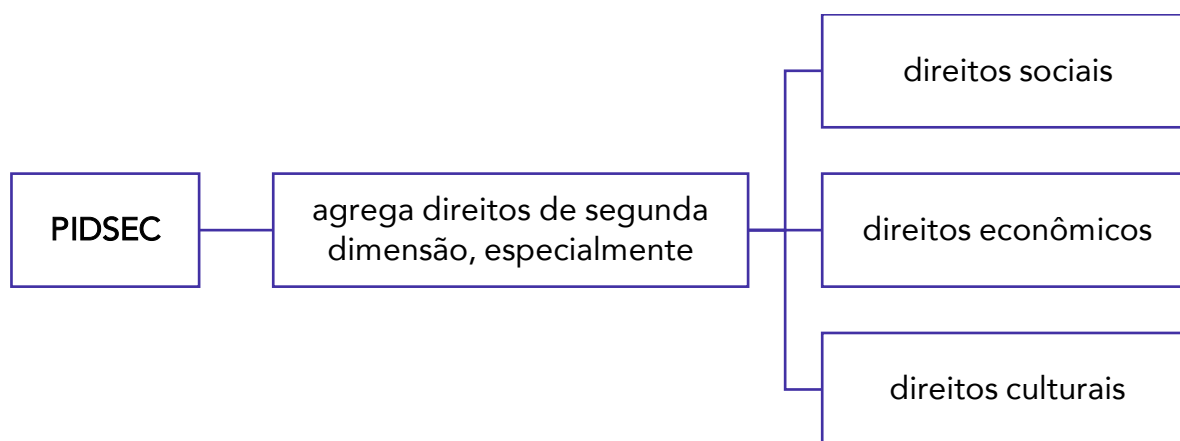 PIDSEC
agrega direitos de segunda
dimensão, especialmente
direitos sociais
direitos econômicos
direitos culturais